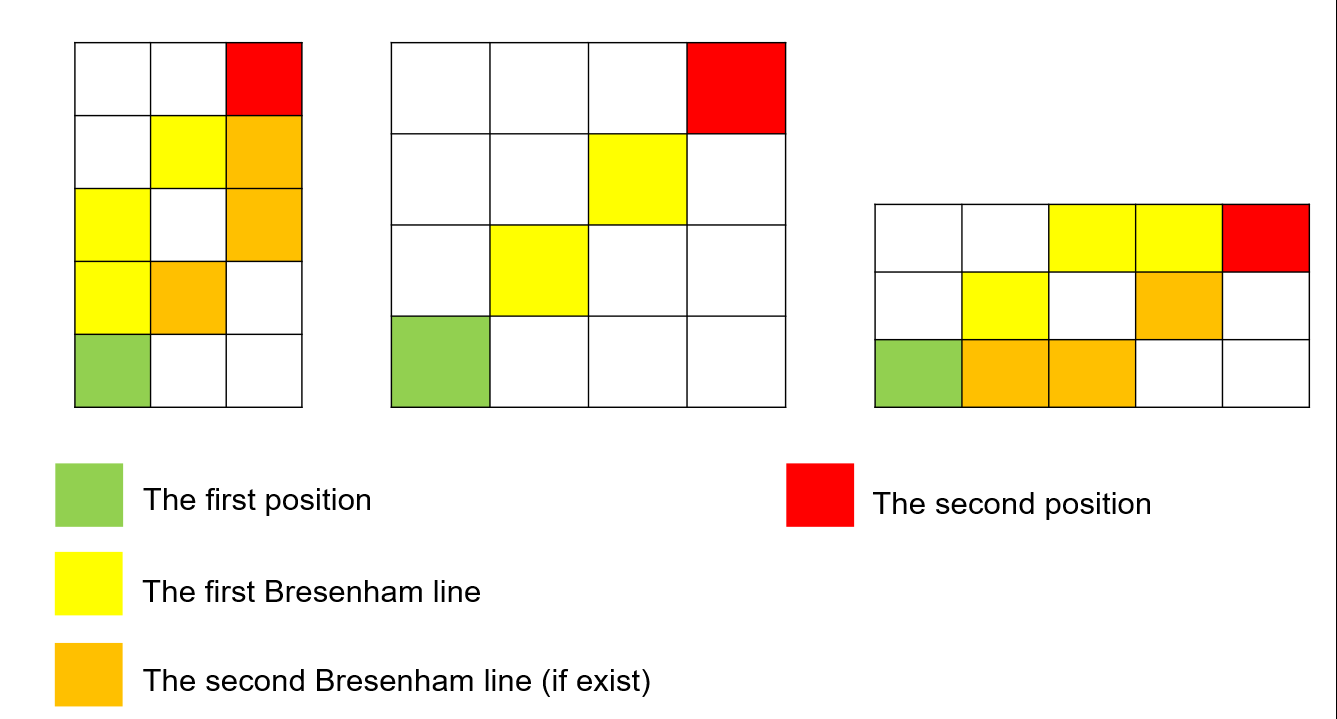 The first position
The second position
The first Bresenham line
The second Bresenham line (if exist)